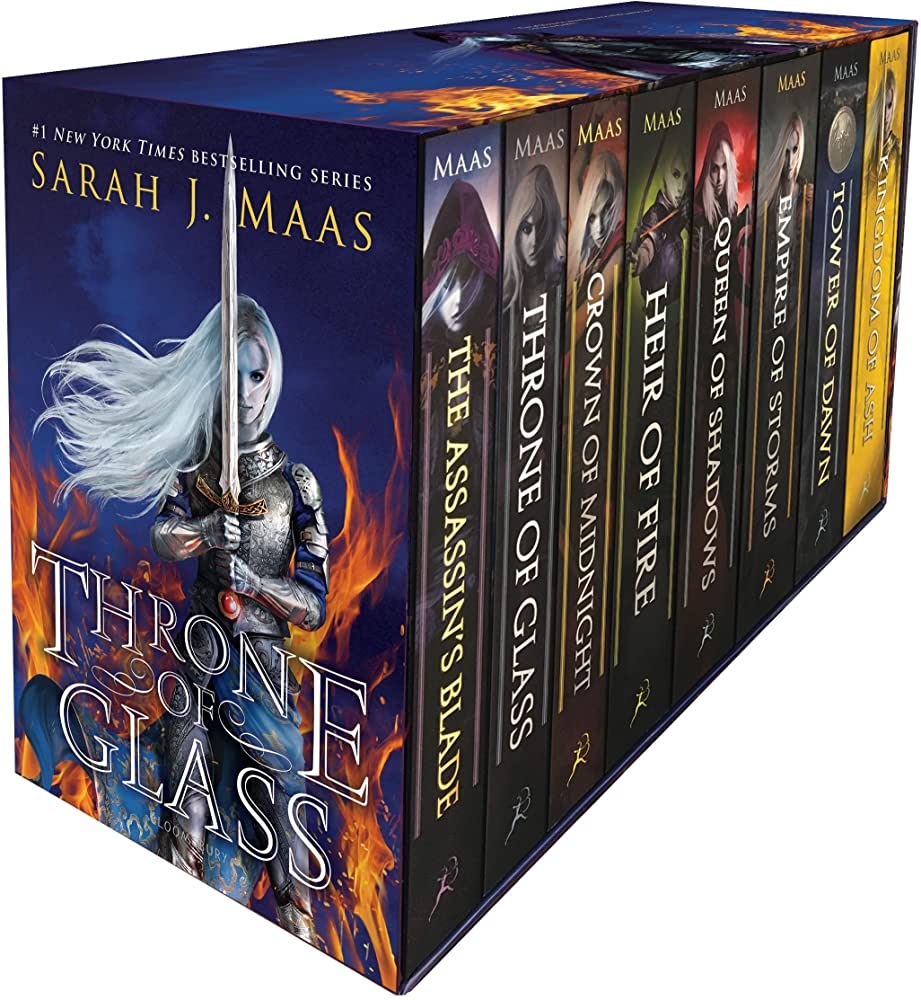 #1 New York Times BESTSELLING SERIES
SARAH J. MAAS
THRONE
OF
GLASS
BLOOMSBURY
MAAS
THE ASSASSIN'S BLADE
MAAS
THRONE OF GLASS
MAAS
CROWN OF MIDNIGHT
MAAS
HEIR OF FIRE
MAAS
QUEEN OF SHADOWS
MAAS
EMPIRE OF STORMS
MAAS
TOWER OF DAWN
MAAS
KINGDOM OF ASH